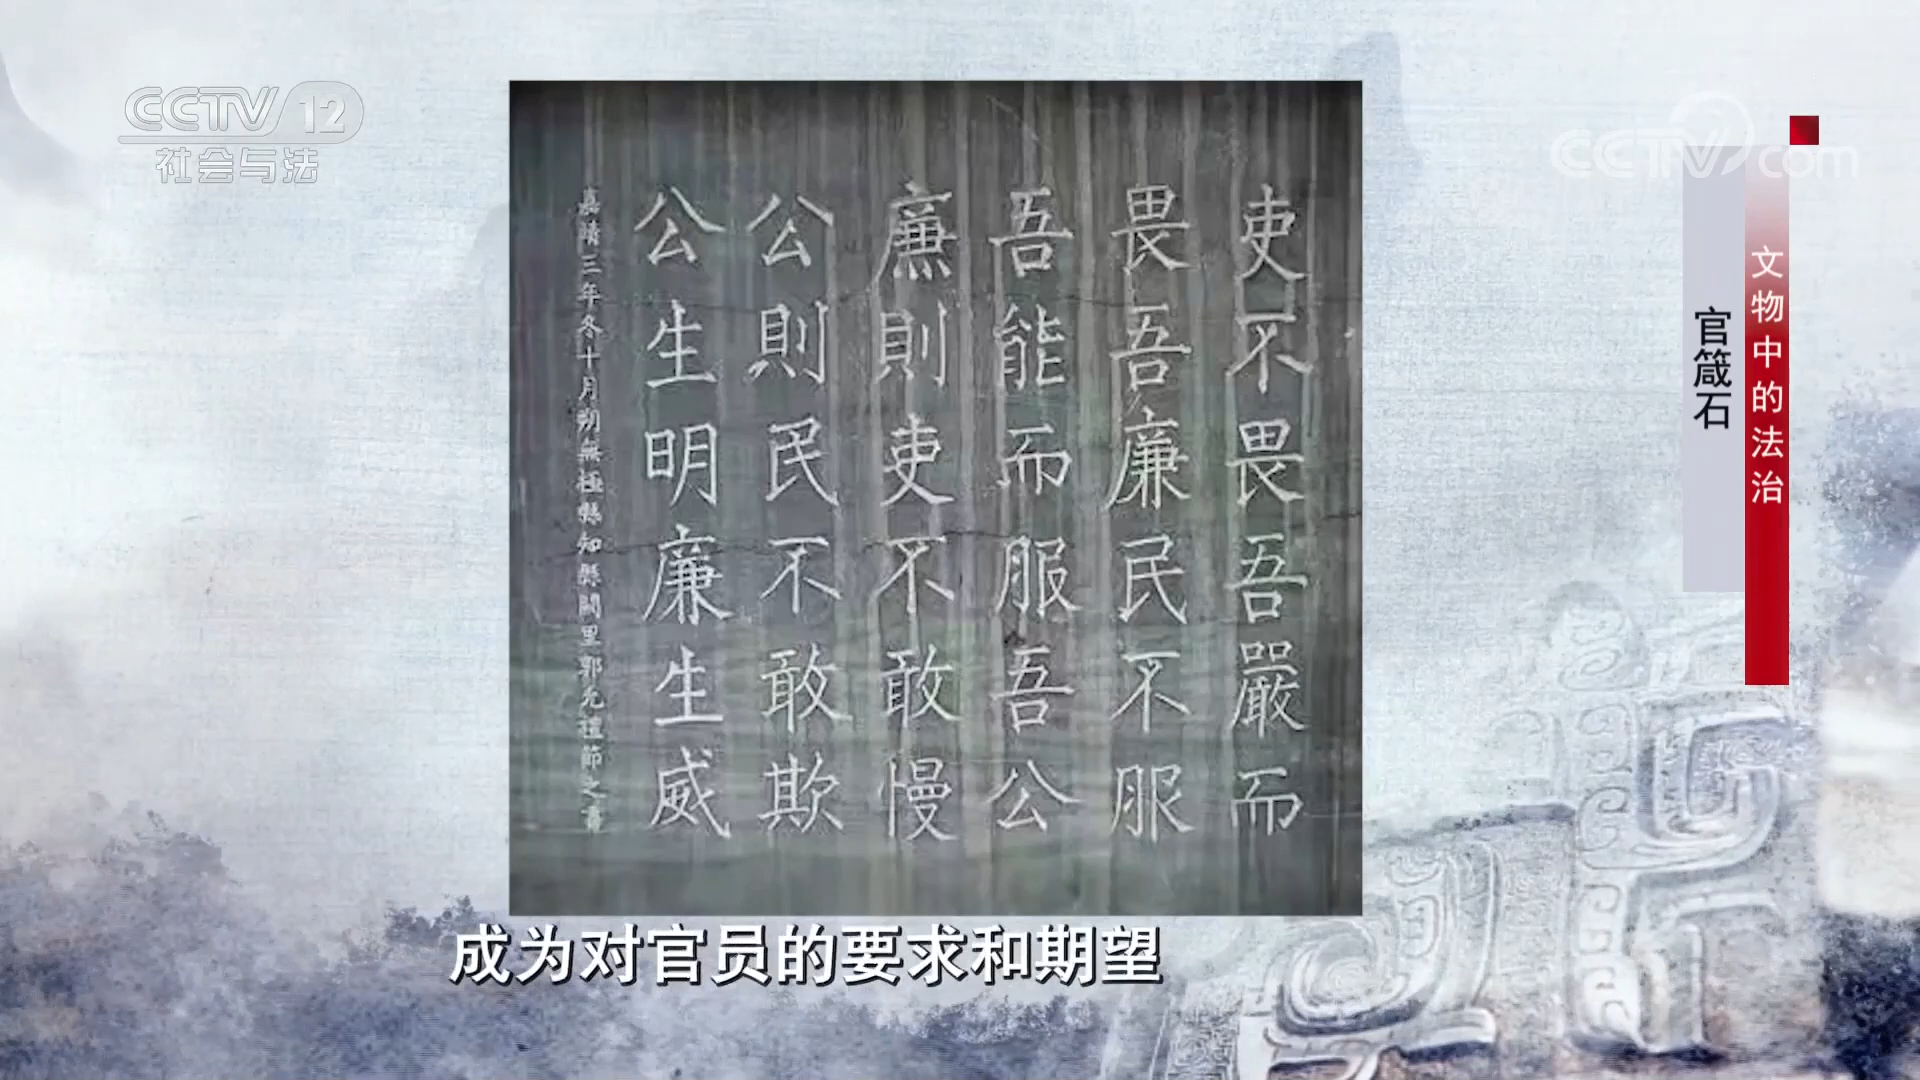 CCTV 12
社会与法
CCTV.com
文物中的法治
官箴石
吏不畏吾嚴而
畏吾廉民不服
吾能而服吾公
廉則吏不敢慢
公則民不敢欺
公生明廉生威
嘉靖三年冬十月朔無極縣知縣闕里郭允禮節之書
成为对官员的要求和期望